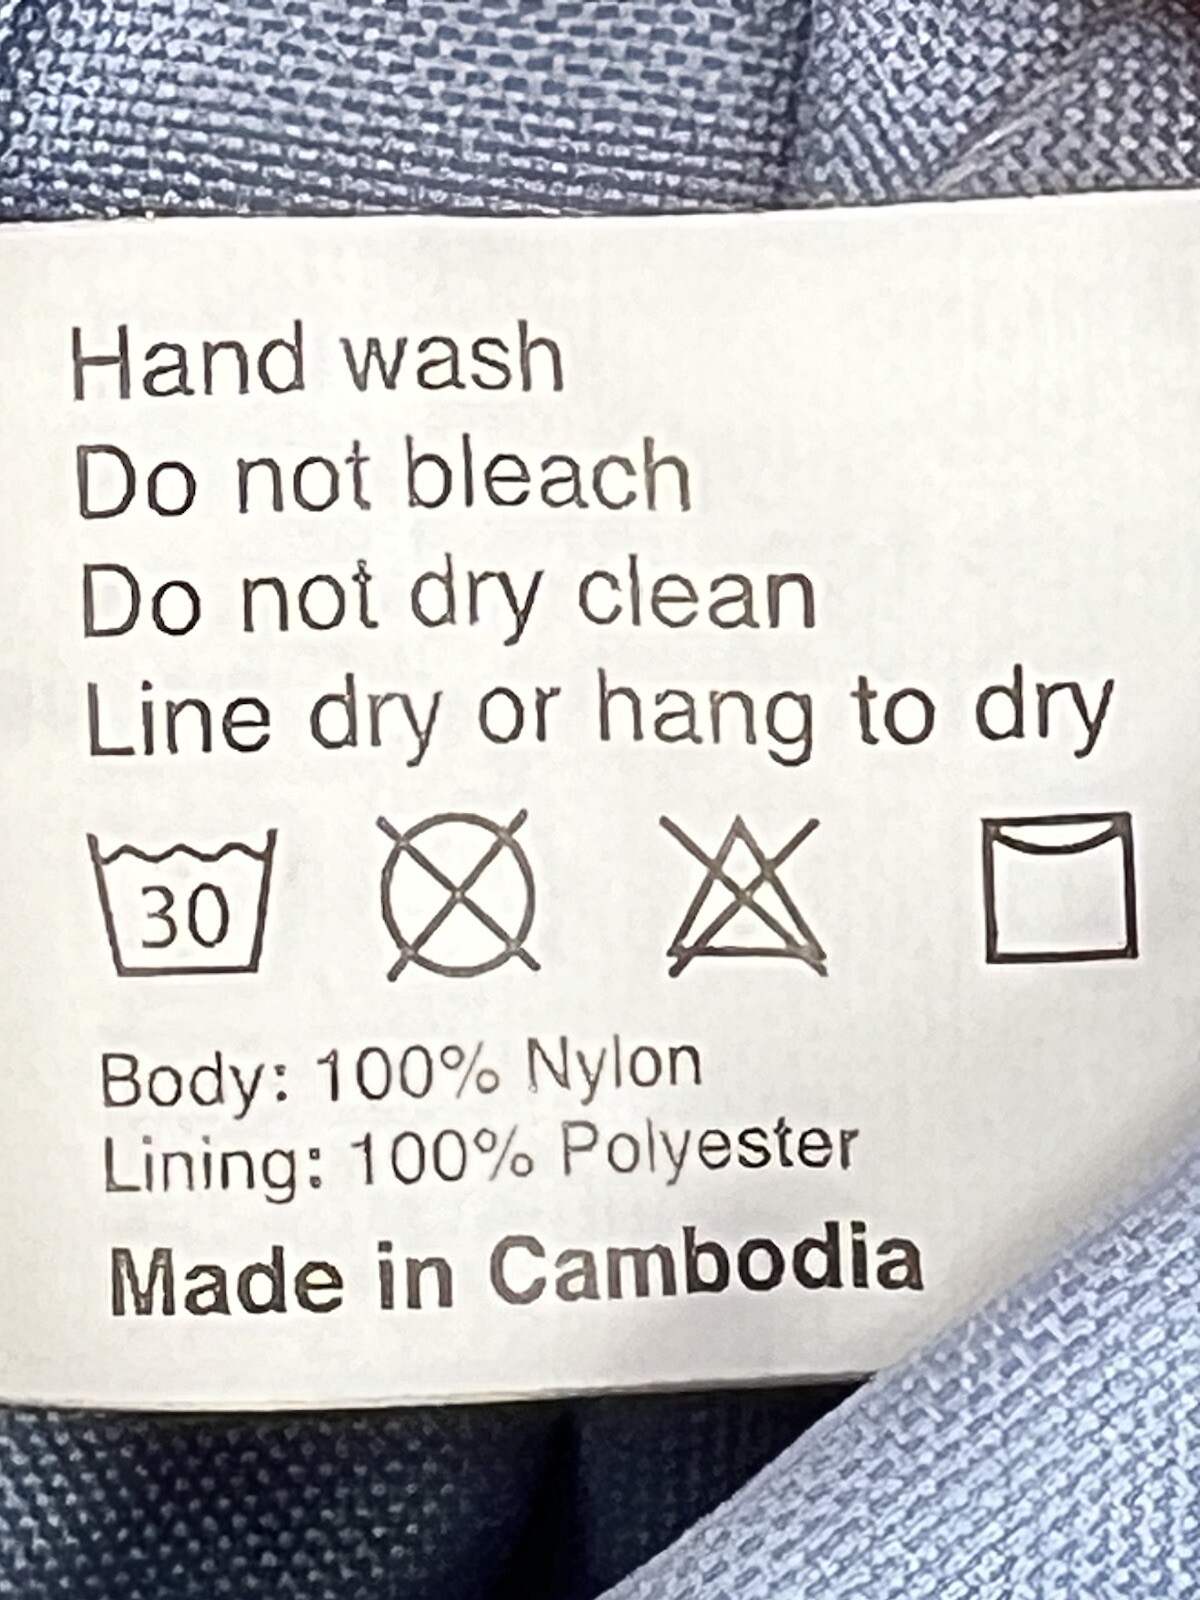 Hand wash
Do not bleach
Do not dry clean
Line dry or hang to dry
30
Body: 100% Nylon
Lining: 100% Polyester
Made in Cambodia